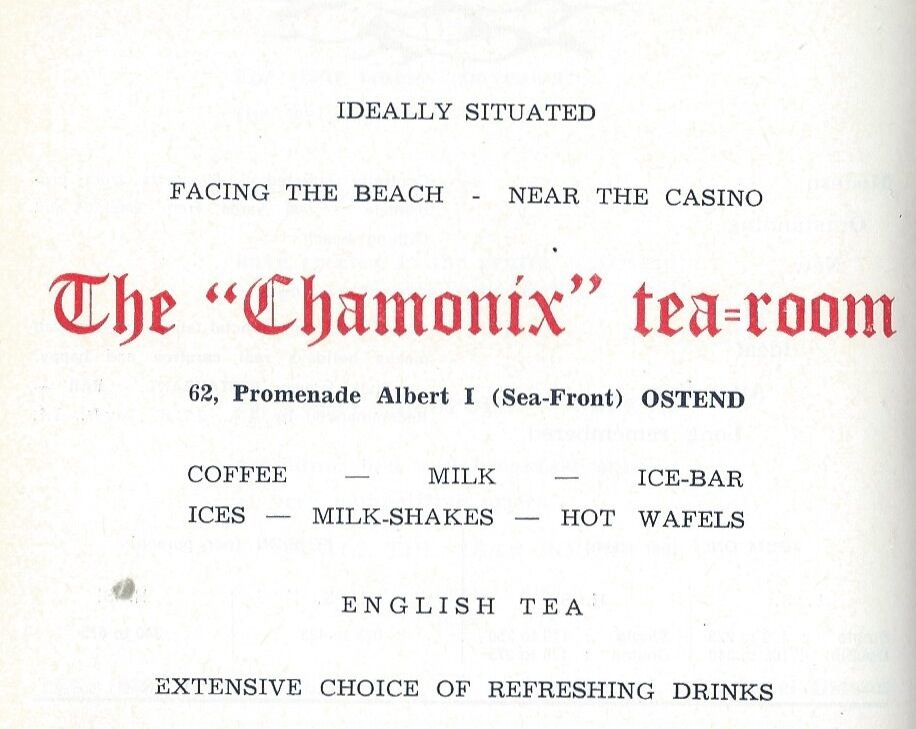 IDEALLY SITUATED
FACING THE BEACH - NEAR THE CASINO
The “Chamonix” tea=room
62, Promenade Albert I (Sea-Front) OSTEND
COFFEE — MILK — ICE-BAR
ICES — MILK-SHAKES — HOT WAFELS
ENGLISH TEA
EXTENSIVE CHOICE OF REFRESHING DRINKS